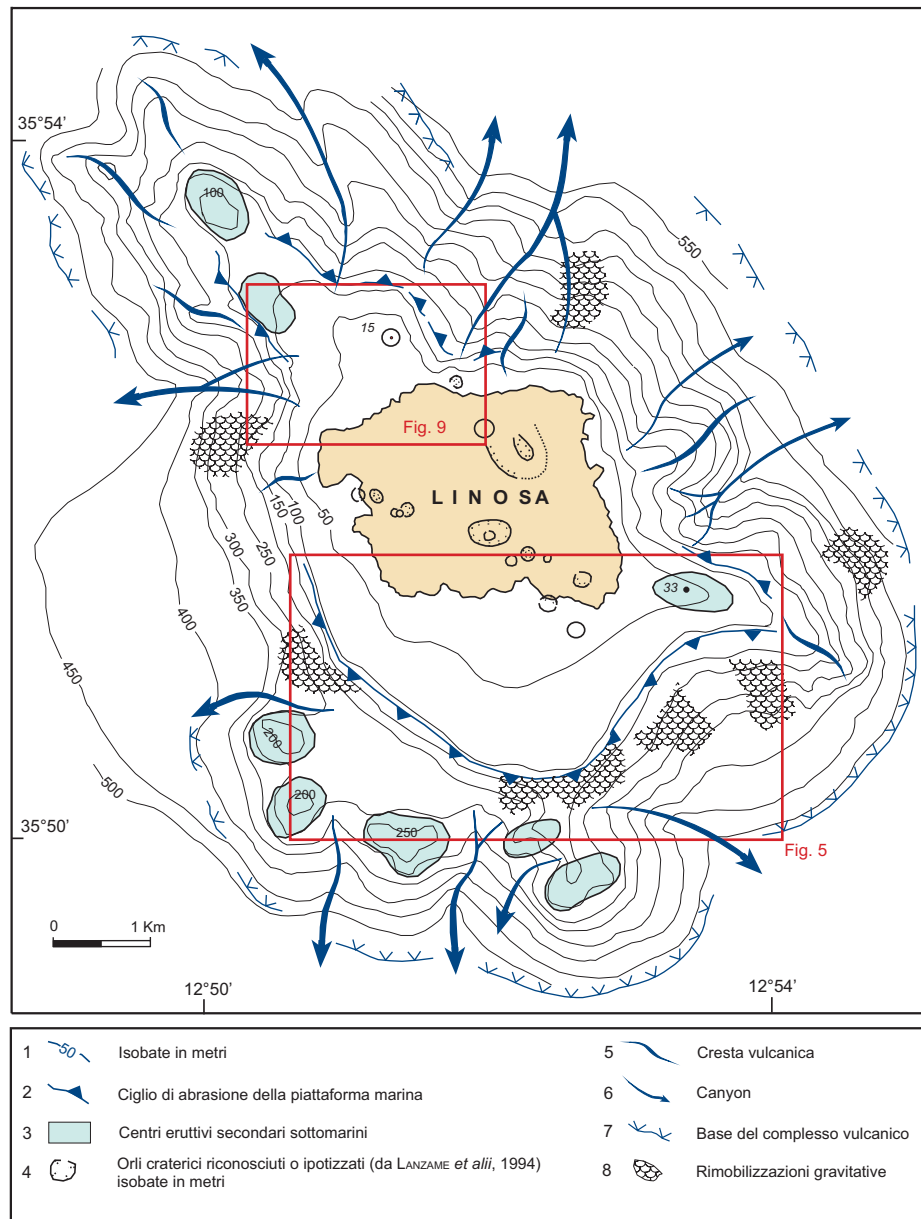 35°54'
100
550
15
Fig. 9
L I N O S A
50
100
150
250
300
350
400
450
500
33
200
200
250
35°50'
Fig. 5
0 1 Km
12°50' 12°54'
1 50 Isobate in metri
2 Ciglio di abrasione della piattaforma marina
3 Centri eruttivi secondari sottomarini
4 Orli craterici riconosciuti o ipotizzati (da LANZAME et alii, 1994)
isobate in metri
5 Cresta vulcanica
6 Canyon
7 Base del complesso vulcanico
8 Rimobilizzazioni gravitative